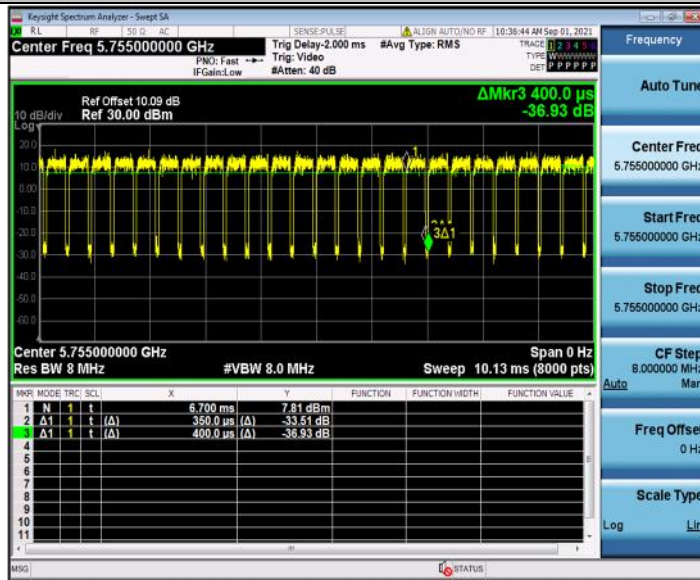 Keysight Spectrum Analyzer - Swept SA
RL RF 50 Ω AC SENSE:PULSE ALIGN AUTO/NO RF 10:36:44 AM Sep 01, 2021
Center Freq 5.755000000 GHz
Trig Delay-2.000 ms #Avg Type: RMS
PNO: Fast Trig: Video
IFGain:Low #Atten: 40 dB
TRACE 1 2 3 4 5 6
TYPE W
DET P P P P P P
Frequency
ΔMkr3 400.0 µs
-36.93 dB
Ref Offset 10.09 dB
10 dB/div Ref 30.00 dBm
Log
20.0
10.0
0.00
-10.0
-20.0
-30.0
-40.0
-50.0
-60.0
1
3Δ1
Center 5.755000000 GHz Span 0 Hz
Res BW 8 MHz #VBW 8.0 MHz Sweep 10.13 ms (8000 pts)
MKR MODE TRC SCL X Y FUNCTION FUNCTION WIDTH FUNCTION VALUE
1 N 1 t 6.700 ms 7.81 dBm
2 Δ1 1 t (Δ) 350.0 µs (Δ) -33.51 dB
3 Δ1 1 t (Δ) 400.0 µs (Δ) -36.93 dB
4
5
6
7
8
9
10
11
MSG STATUS
Auto Tune
Center Freq
5.755000000 GHz
Start Freq
5.755000000 GHz
Stop Freq
5.755000000 GHz
CF Step
8.000000 MHz
Auto Man
Freq Offset
0 Hz
Scale Type
Log Lin